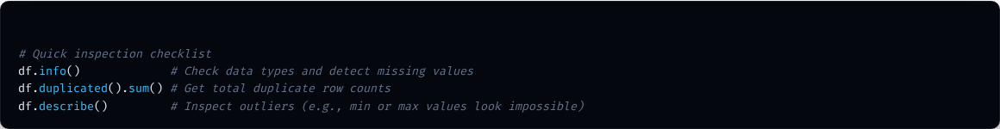 # Quick inspection checklist
df.info()             # Check data types and detect missing values
df.duplicated().sum() # Get total duplicate row counts
df.describe()         # Inspect outliers (e.g., min or max values look impossible)